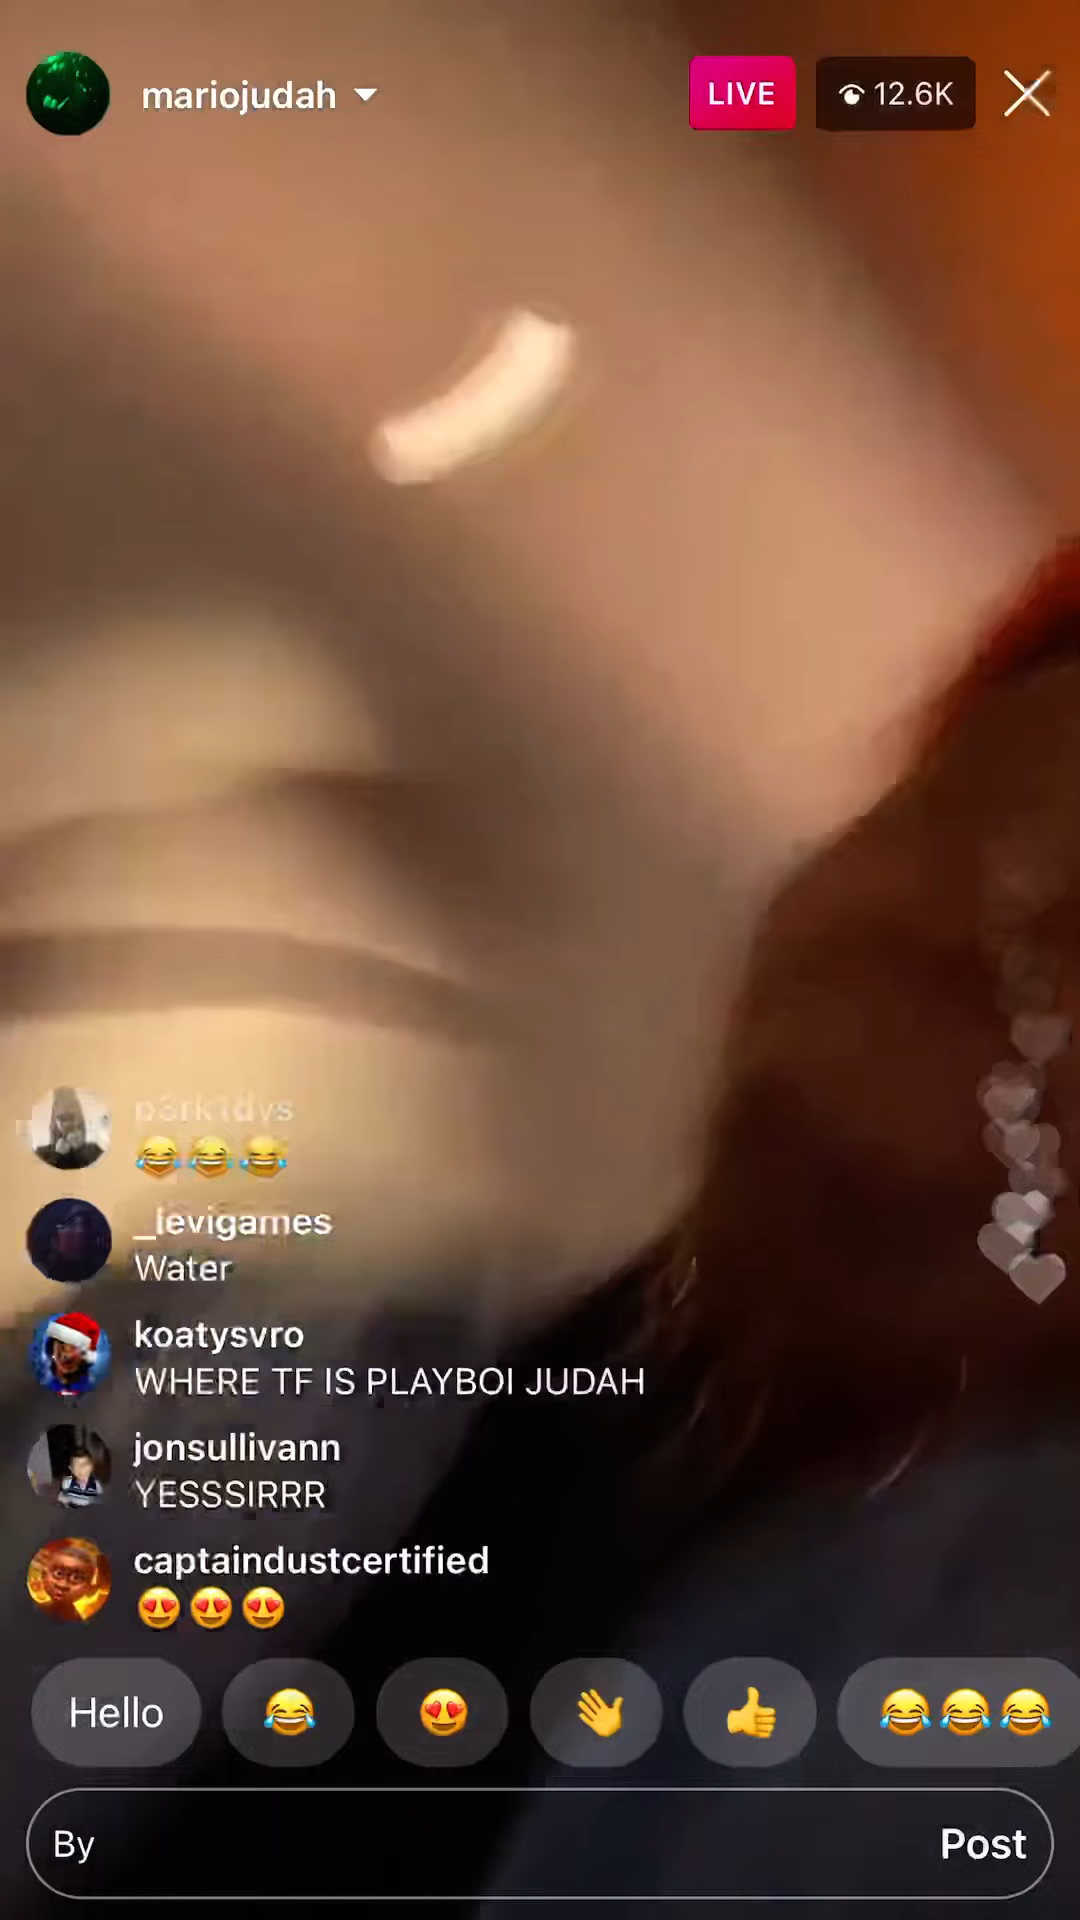 mariojudah
LIVE
12.6K
😂😂😂
_levigames
Water
koatysvro
WHERE TF IS PLAYBOI JUDAH
jonsullivann
YESSSIRRR
captaindustcertified
😍😍😍
Hello 😂 😍 👋 👍 😂😂😂
By
Post